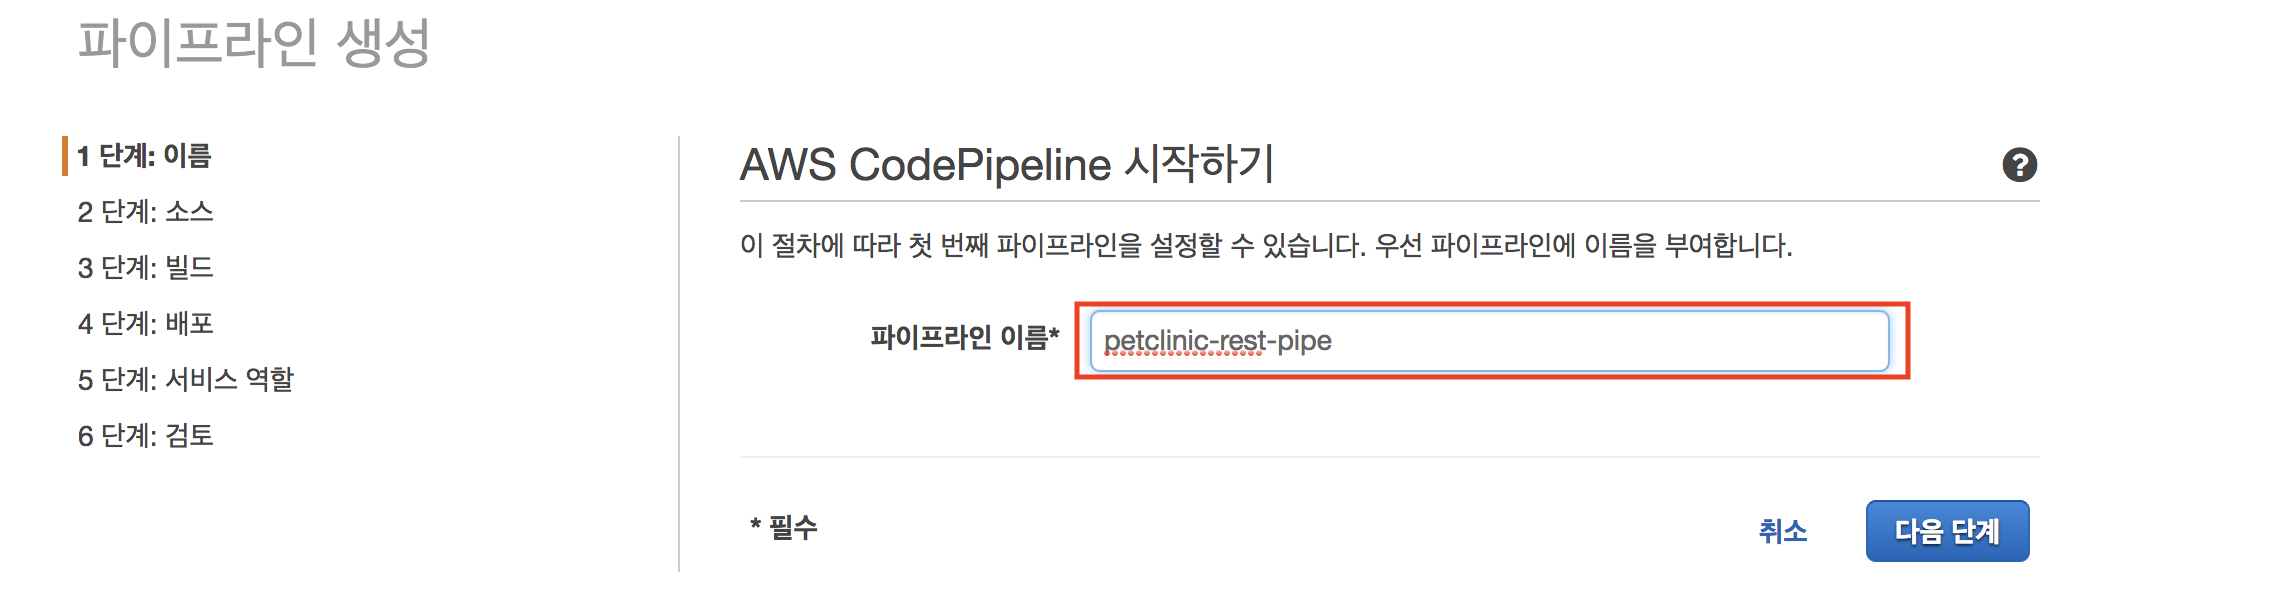 파이프라인 생성
1 단계: 이름
2 단계: 소스
3 단계: 빌드
4 단계: 배포
5 단계: 서비스 역할
6 단계: 검토
AWS CodePipeline 시작하기
?
이 절차에 따라 첫 번째 파이프라인을 설정할 수 있습니다. 우선 파이프라인에 이름을 부여합니다.
파이프라인 이름* petclinic-rest-pipe
* 필수
취소 다음 단계